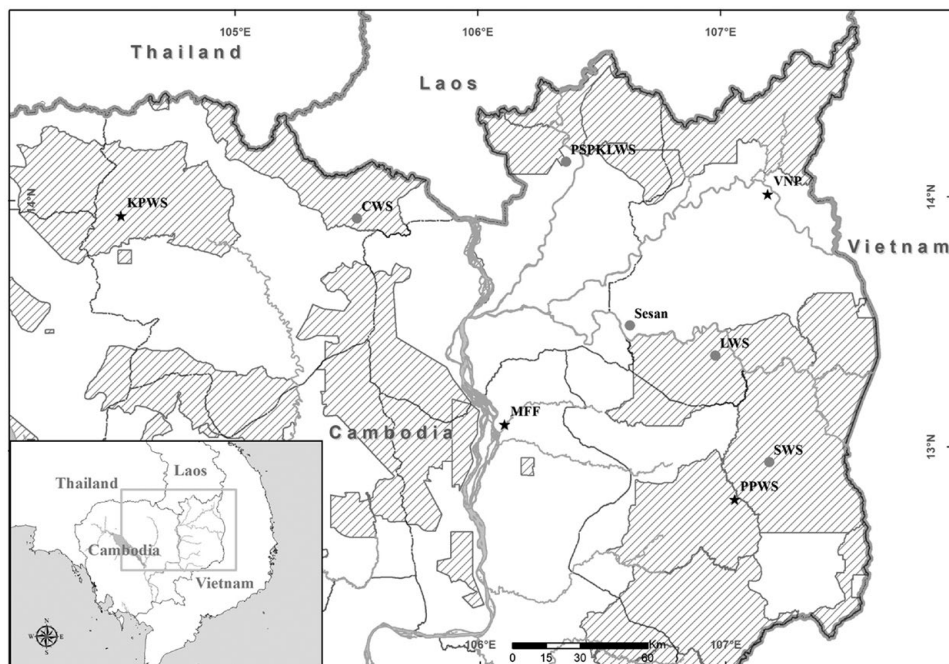 105°E 106°E 107°E
Thailand
Laos
PSPKLWS
VNP
14°N 14°N
KPWS
CWS
Vietnam
Sesan
LWS
MFF
Cambodia
13°N
SWS
PPWS
Laos
Thailand
Cambodia
Vietnam
N
W E
S
106°E 107°E
Km
0 15 30 60